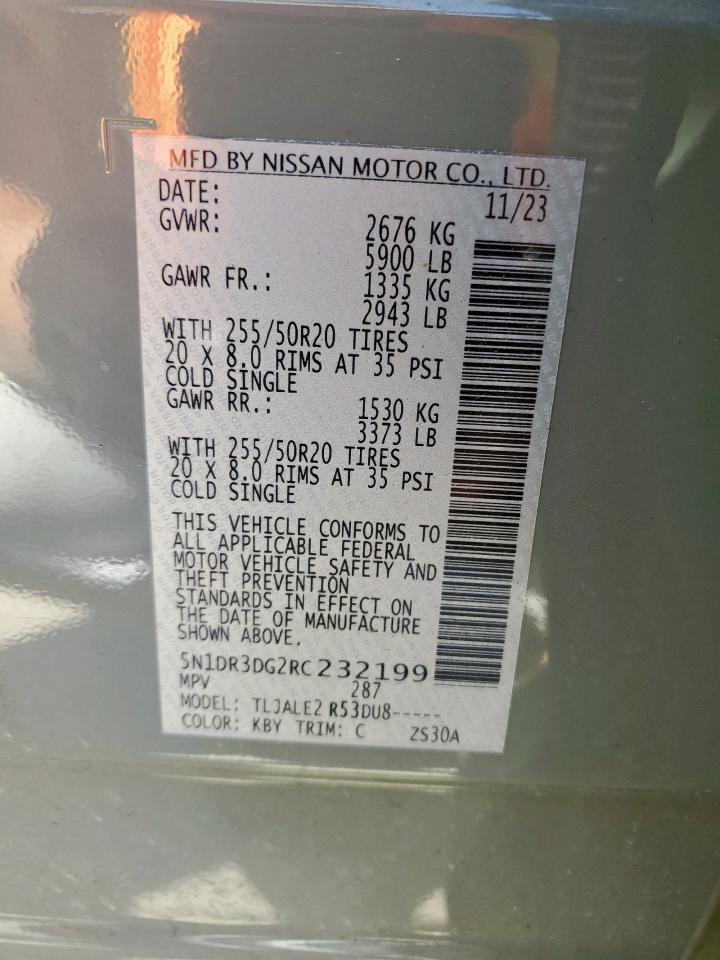 MFD BY NISSAN MOTOR CO., LTD.
DATE: 11/23
GVWR: 2676 KG
5900 LB
GAWR FR.: 1335 KG
2943 LB
WITH 255/50R20 TIRES
20 X 8.0 RIMS AT 35 PSI
COLD SINGLE
GAWR RR.: 1530 KG
3373 LB
WITH 255/50R20 TIRES
20 X 8.0 RIMS AT 35 PSI
COLD SINGLE
THIS VEHICLE CONFORMS TO
ALL APPLICABLE FEDERAL
MOTOR VEHICLE SAFETY AND
THEFT PREVENTION
STANDARDS IN EFFECT ON
THE DATE OF MANUFACTURE
SHOWN ABOVE.
5N1DR3DG2RC232199
MPV 287
MODEL: TLJALE2 R53DU8-----
COLOR: KBY TRIM: C ZS30A